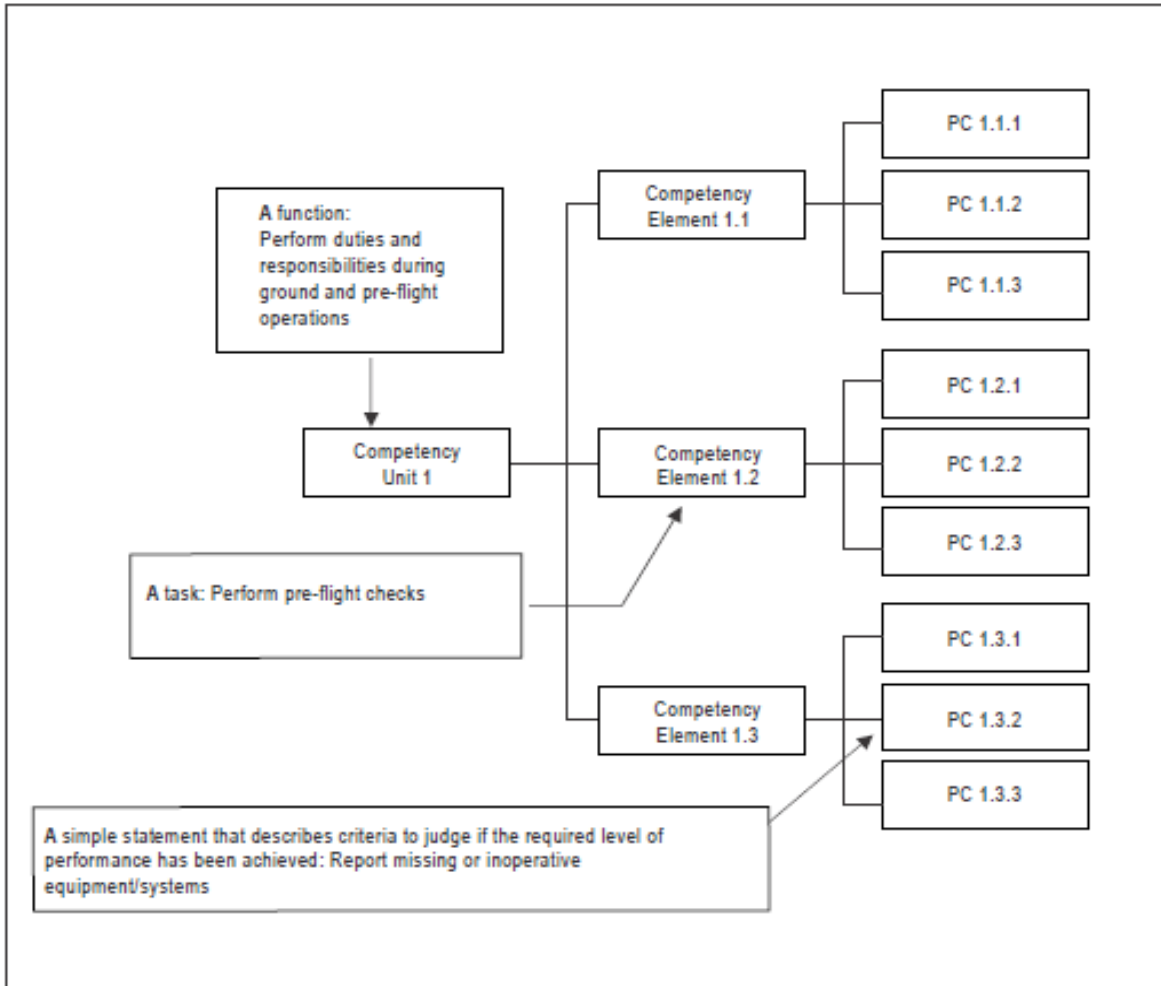 A function:
Perform duties and
responsibilities during
ground and pre-flight
operations
Competency
Unit 1
A task: Perform pre-flight checks
Competency
Element 1.1
PC 1.1.1
PC 1.1.2
PC 1.1.3
Competency
Element 1.2
PC 1.2.1
PC 1.2.2
PC 1.2.3
Competency
Element 1.3
PC 1.3.1
PC 1.3.2
PC 1.3.3
A simple statement that describes criteria to judge if the required level of
performance has been achieved: Report missing or inoperative
equipment/systems